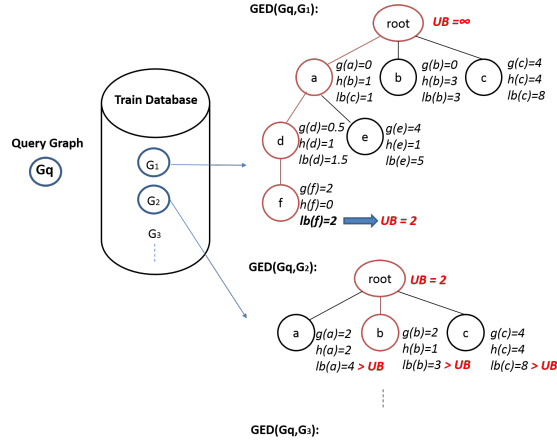 GED(Gq,G1):
root
UB =∞
a
g(a)=0
h(b)=1
lb(c)=1
b
g(b)=0
h(b)=3
lb(b)=3
c
g(c)=4
h(c)=4
lb(c)=8
Train Database
Query Graph
Gq
G1
G2
G3
d
g(d)=0.5
h(d)=1
lb(d)=1.5
e
g(e)=4
h(e)=1
lb(e)=5
f
g(f)=2
h(f)=0
lb(f)=2
UB = 2
GED(Gq,G2):
root
UB = 2
a
g(a)=2
h(a)=2
lb(a)=4 > UB
b
g(b)=2
h(b)=1
lb(b)=3 > UB
c
g(c)=4
h(c)=4
lb(c)=8 > UB
GED(Gq,G3):